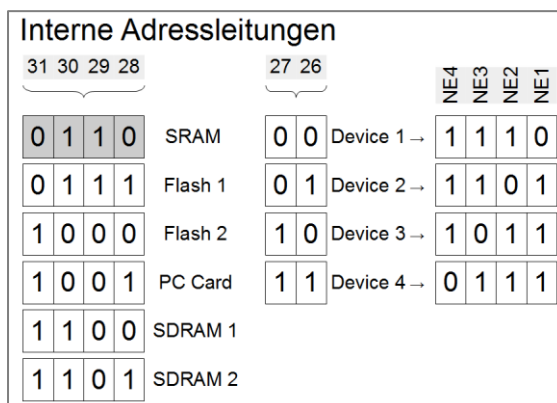 Interne Adressleitungen
31 30 29 28 27 26 NE4 NE3 NE2 NE1
0 1 1 0 SRAM 0 0 Device 1 → 1 1 1 0
0 1 1 1 Flash 1 0 1 Device 2 → 1 1 0 1
1 0 0 0 Flash 2 1 0 Device 3 → 1 0 1 1
1 0 0 1 PC Card 1 1 Device 4 → 0 1 1 1
1 1 0 0 SDRAM 1
1 1 0 1 SDRAM 2